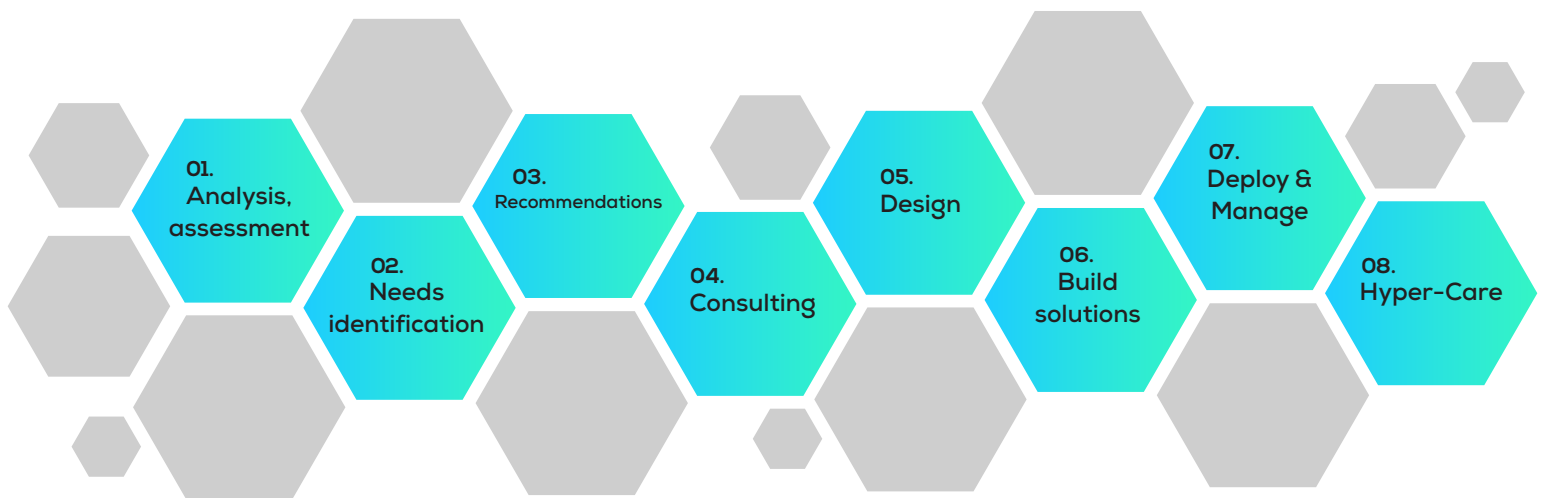 01.
Analysis,
assessment
02.
Needs
identification
03.
Recommendations
04.
Consulting
05.
Design
06.
Build
solutions
07.
Deploy &
Manage
08.
Hyper-Care